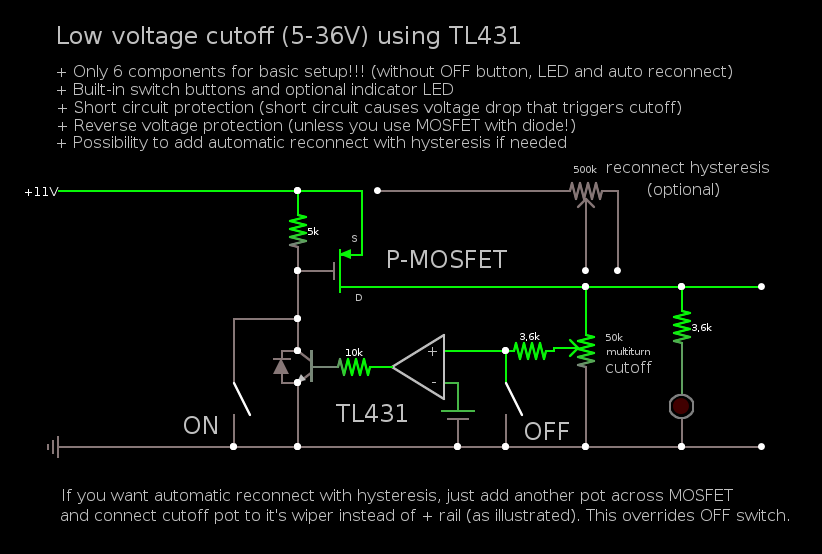 Low voltage cutoff (5-36V) using TL431
+ Only 6 components for basic setup!!! (without OFF button, LED and auto reconnect)
+ Built-in switch buttons and optional indicator LED
+ Short circuit protection (short circuit causes voltage drop that triggers cutoff)
+ Reverse voltage protection (unless you use MOSFET with diode!)
+ Possibility to add automatic reconnect with hysteresis if needed
500k reconnect hysteresis
(optional)
+11V
5k
S
P-MOSFET
D
3,6k
3,6k
50k
multiturn
cutoff
10k
+
-
TL431
ON
OFF
If you want automatic reconnect with hysteresis, just add another pot across MOSFET
and connect cutoff pot to it's wiper instead of + rail (as illustrated). This overrides OFF switch.